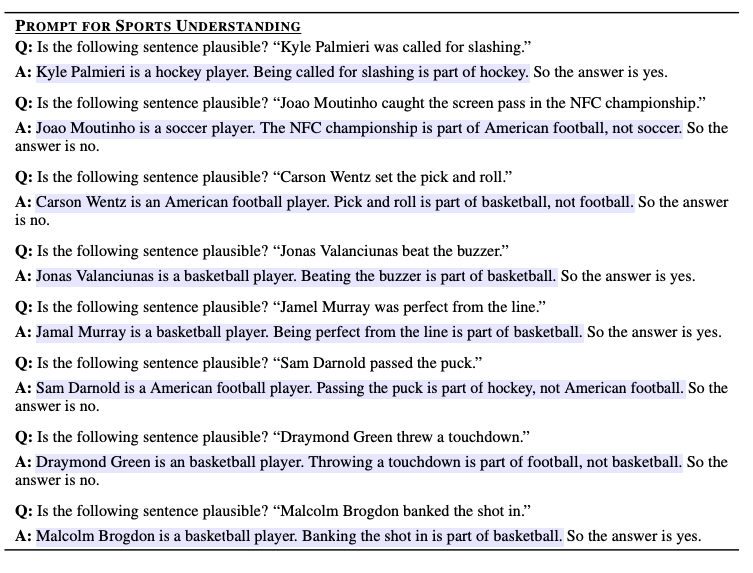 PROMPT FOR SPORTS UNDERSTANDING
Q: Is the following sentence plausible? “Kyle Palmieri was called for slashing.”
A: Kyle Palmieri is a hockey player. Being called for slashing is part of hockey. So the answer is yes.
Q: Is the following sentence plausible? “Joao Moutinho caught the screen pass in the NFC championship.”
A: Joao Moutinho is a soccer player. The NFC championship is part of American football, not soccer. So the
answer is no.
Q: Is the following sentence plausible? “Carson Wentz set the pick and roll.”
A: Carson Wentz is an American football player. Pick and roll is part of basketball, not football. So the answer
is no.
Q: Is the following sentence plausible? “Jonas Valanciunas beat the buzzer.”
A: Jonas Valanciunas is a basketball player. Beating the buzzer is part of basketball. So the answer is yes.
Q: Is the following sentence plausible? “Jamel Murray was perfect from the line.”
A: Jamal Murray is a basketball player. Being perfect from the line is part of basketball. So the answer is yes.
Q: Is the following sentence plausible? “Sam Darnold passed the puck.”
A: Sam Darnold is a American football player. Passing the puck is part of hockey, not American football. So the
answer is no.
Q: Is the following sentence plausible? “Draymond Green threw a touchdown.”
A: Draymond Green is an basketball player. Throwing a touchdown is part of football, not basketball. So the
answer is no.
Q: Is the following sentence plausible? “Malcolm Brogdon banked the shot in.”
A: Malcolm Brogdon is a basketball player. Banking the shot in is part of basketball. So the answer is yes.